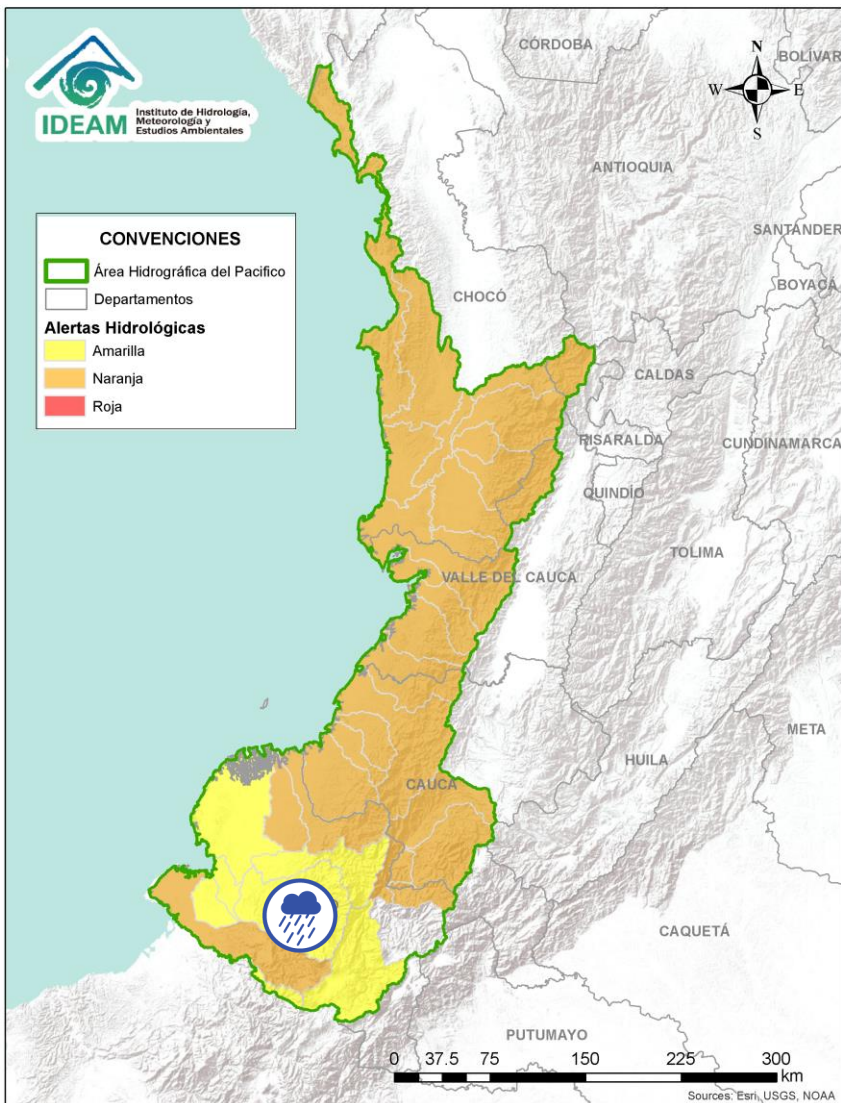 IDEAM
Instituto de Hidrología,
Meteorología y
Estudios Ambientales
CÓRDOBA
BOLÍVAR
N
W
E
S
ANTIOQUIA
SANTANDER
CONVENCIONES
Área Hidrográfica del Pacifico
Departamentos
Alertas Hidrológicas
Amarilla
Naranja
Roja
BOYACÁ
CHOCÓ
CALDAS
RISARALDA
CUNDINAMARCA
QUINDÍO
TOLIMA
VALLE DEL CAUCA
META
HUILA
CAUCA
CAQUETÁ
PUTUMAYO
0 37.5 75 150 225 300
km
Sources: Esri, USGS, NOAA